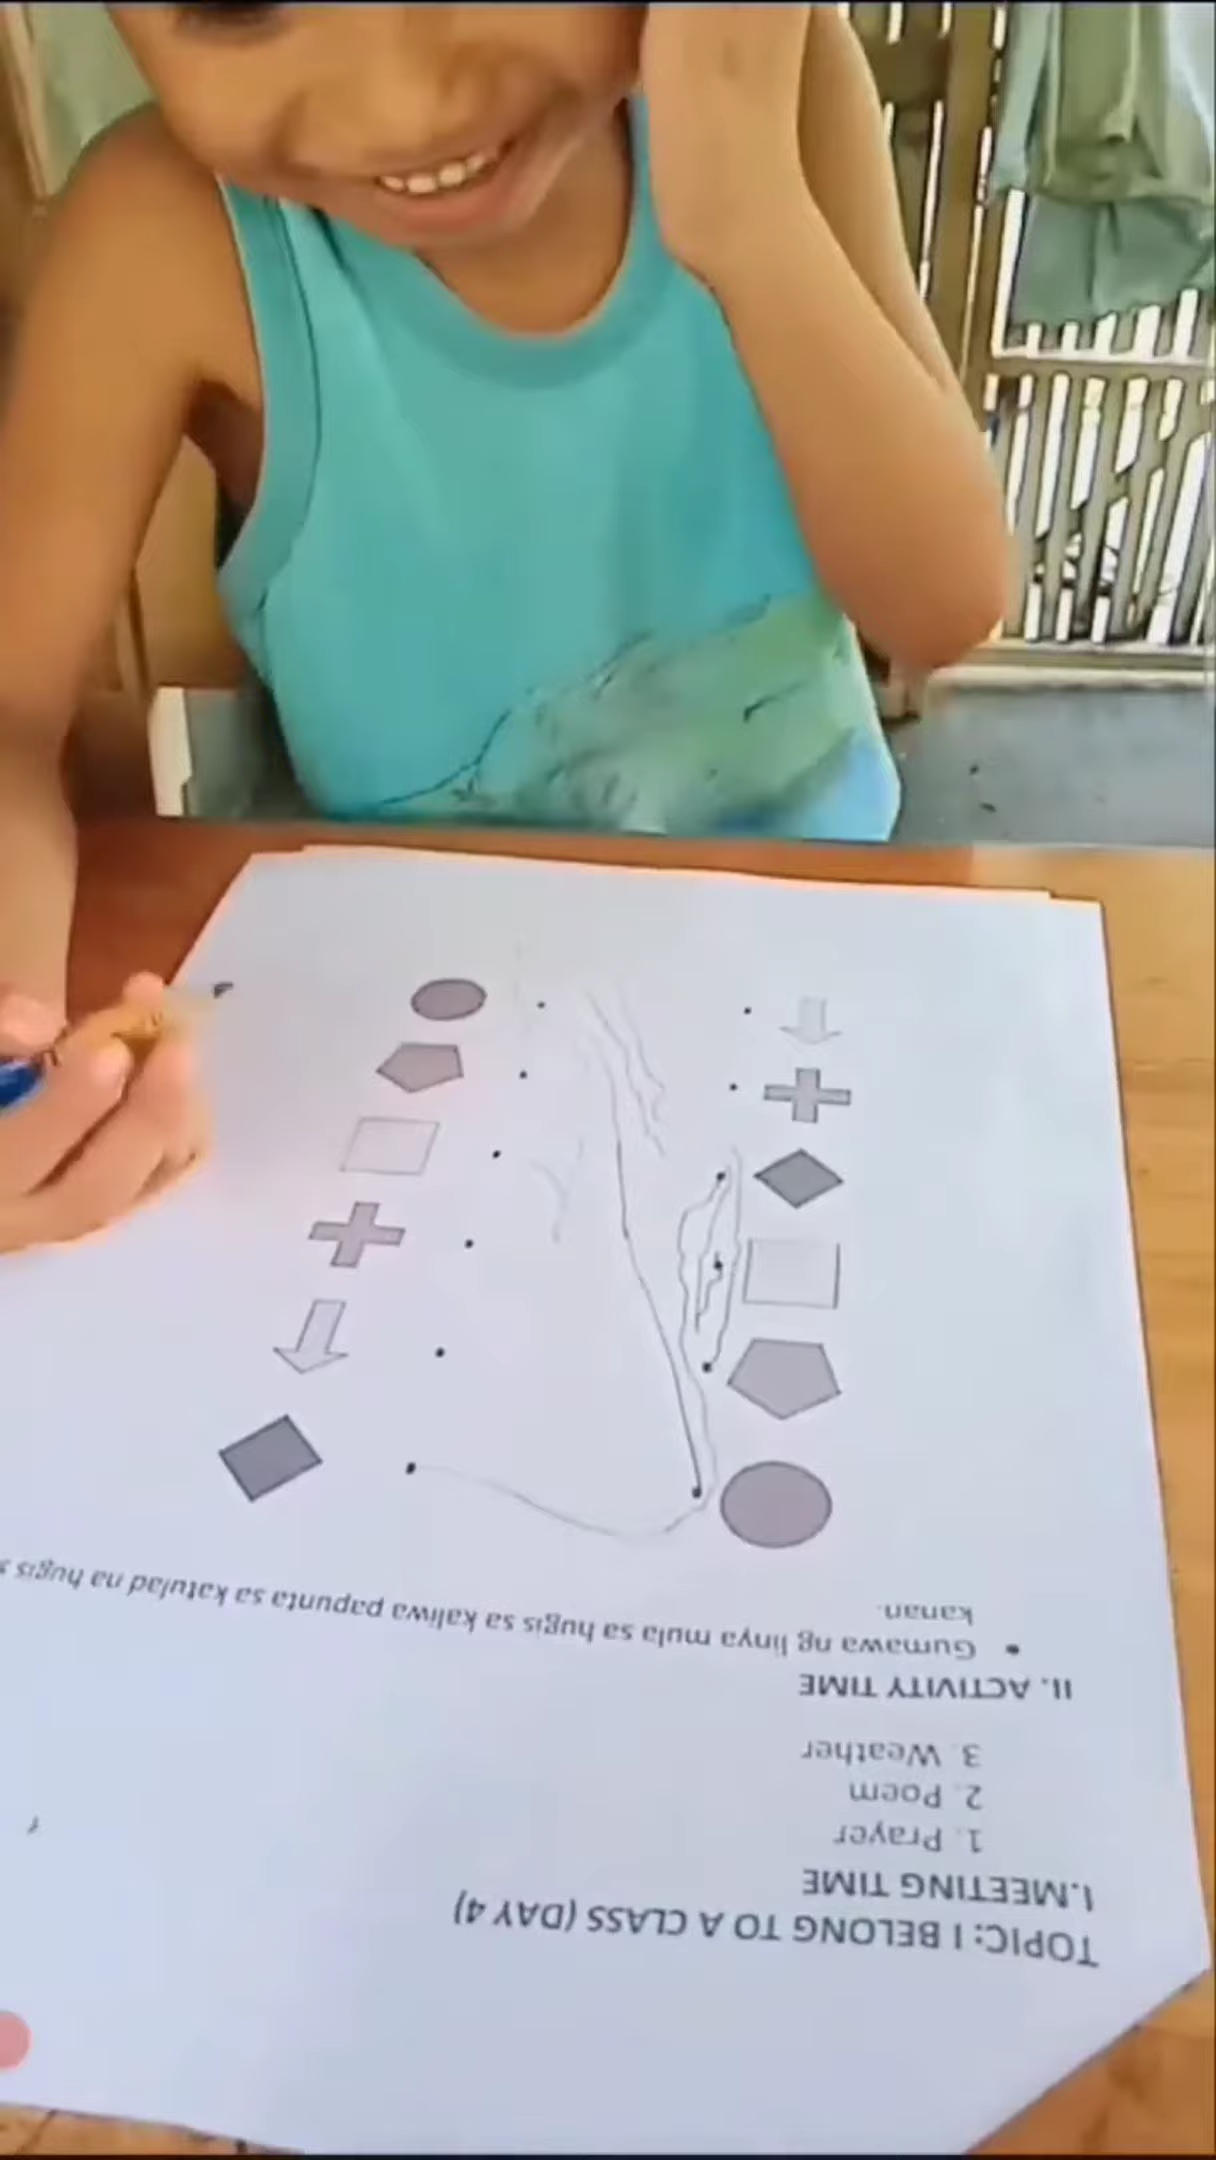 TOPIC: I BELONG TO A CLASS (DAY 4)
I. MEETING TIME
1. Prayer
2. Poem
3. Weather
II. ACTIVITY TIME
• Gumawa ng linya mula sa hugis sa kaliwa papunta sa katulad na hugis
kanan.